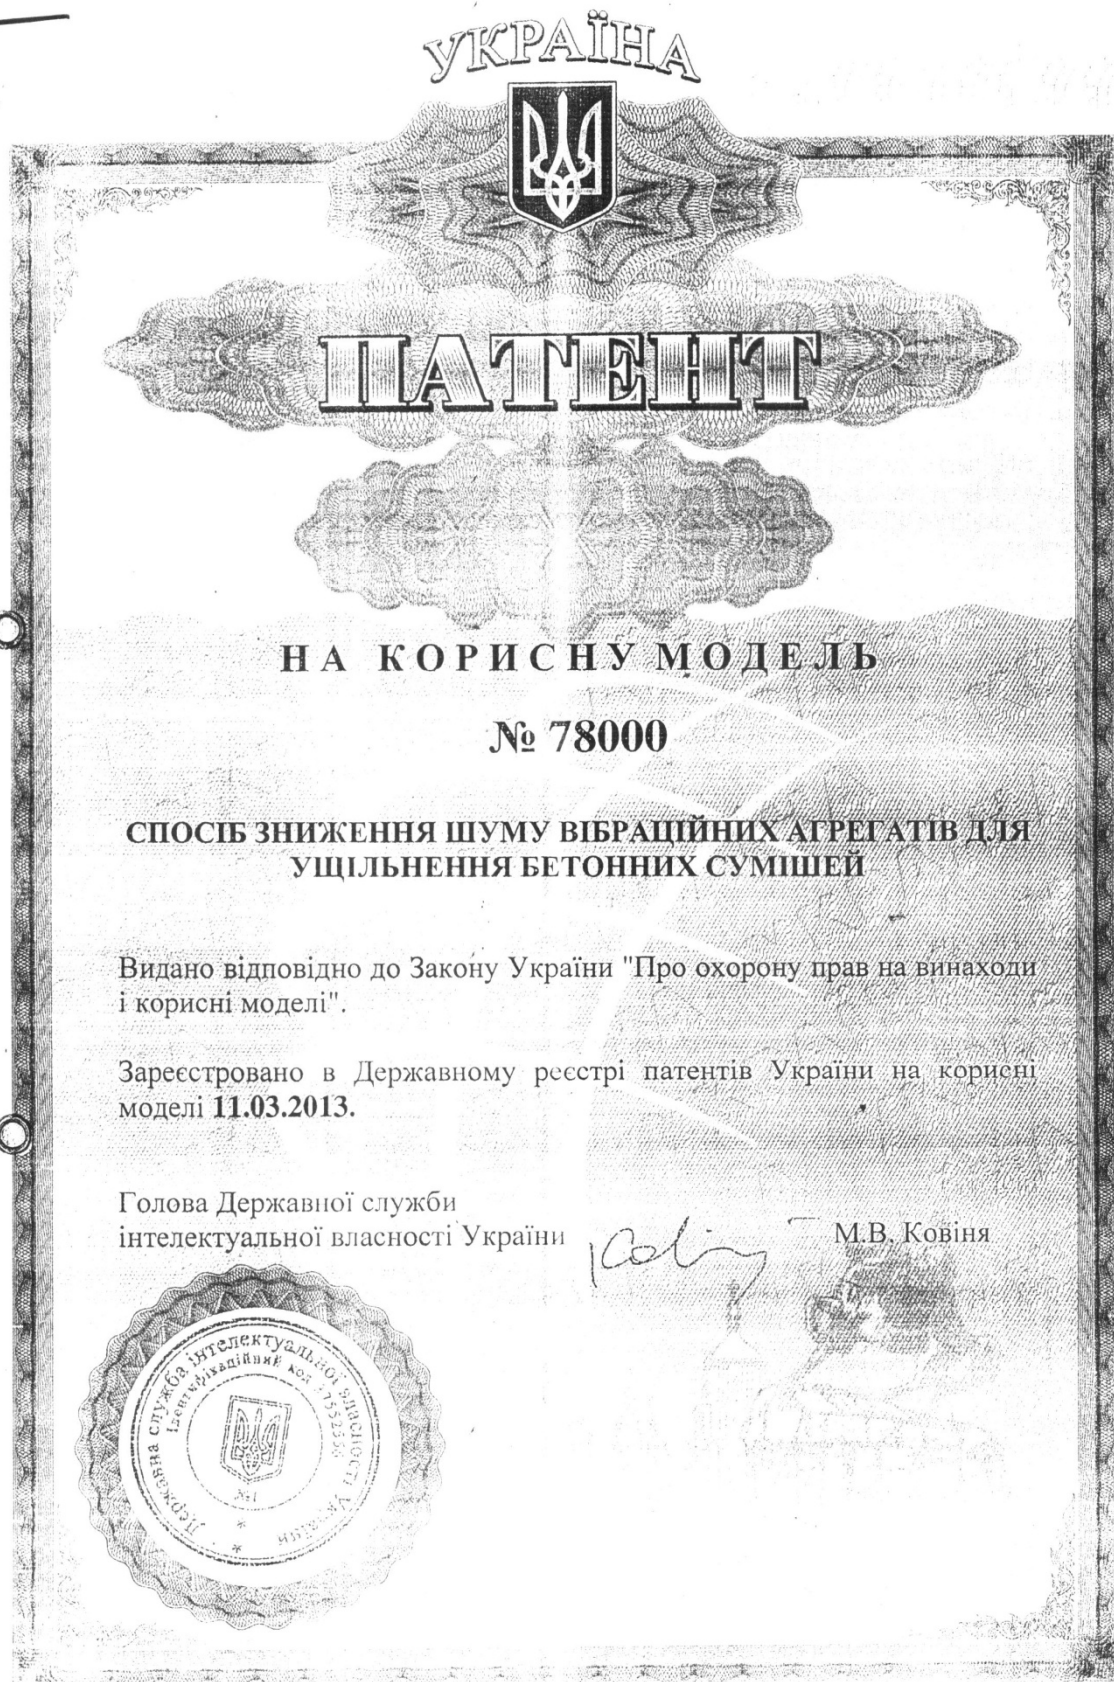 УКРАЇНА
ПАТЕНТ
НА КОРИСНУ МОДЕЛЬ
№ 78000
СПОСІБ ЗНИЖЕННЯ ШУМУ ВІБРАЦІЙНИХ АГРЕГАТІВ ДЛЯ
УЩІЛЬНЕННЯ БЕТОННИХ СУМІШЕЙ
Видано відповідно до Закону України "Про охорону прав на винаходи
і корисні моделі".
Зареєстровано в Державному реєстрі патентів України на корисні
моделі 11.03.2013.
Голова Державної служби
інтелектуальної власності України
М.В. Ковіня
Державна служба інтелектуальної власності України
Ідентифікаційний код